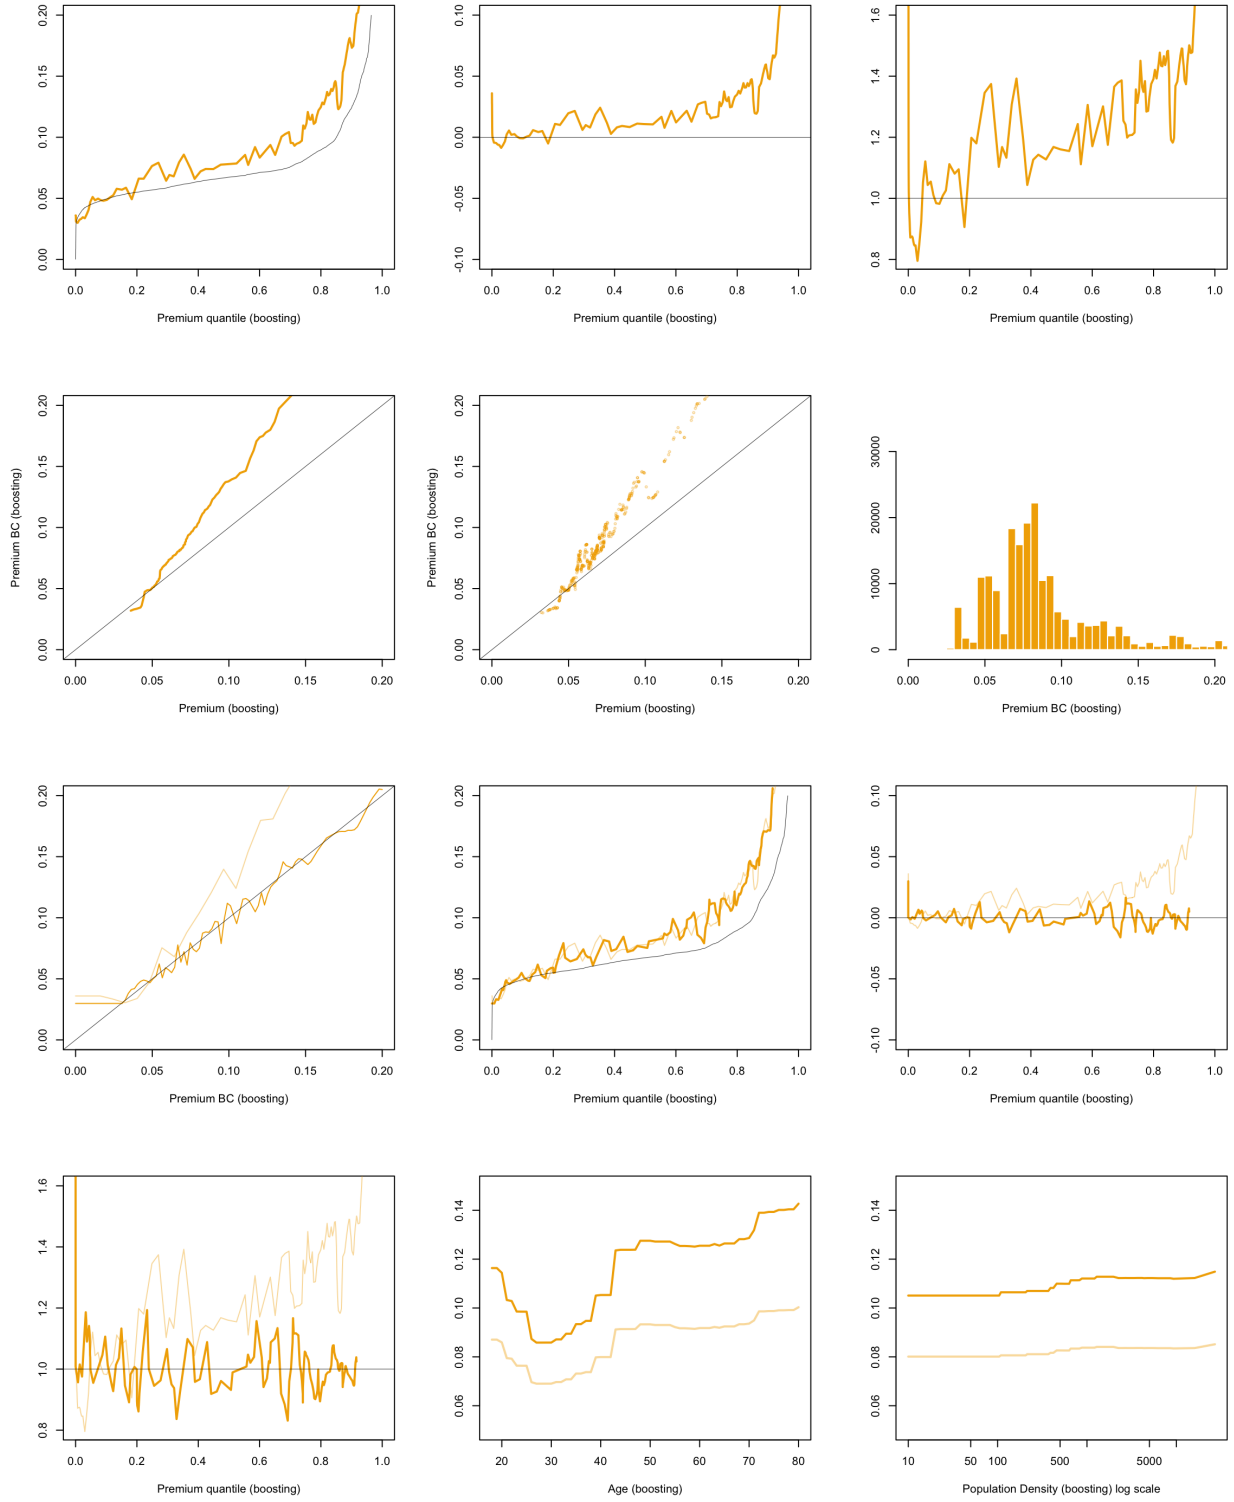 0.00 0.05 0.10 0.15 0.20
0.0 0.2 0.4 0.6 0.8 1.0
Premium quantile (boosting)
-0.10 -0.05 0.00 0.05 0.10
0.0 0.2 0.4 0.6 0.8 1.0
Premium quantile (boosting)
0.8 1.0 1.2 1.4 1.6
0.0 0.2 0.4 0.6 0.8 1.0
Premium quantile (boosting)
Premium BC (boosting)
0.00 0.05 0.10 0.15 0.20
0.00 0.05 0.10 0.15 0.20
Premium (boosting)
Premium BC (boosting)
0.00 0.05 0.10 0.15 0.20
0.00 0.05 0.10 0.15 0.20
Premium (boosting)
0 10000 20000 30000
0.00 0.05 0.10 0.15 0.20
Premium BC (boosting)
0.00 0.05 0.10 0.15 0.20
0.00 0.05 0.10 0.15 0.20
Premium BC (boosting)
0.00 0.05 0.10 0.15 0.20
0.0 0.2 0.4 0.6 0.8 1.0
Premium quantile (boosting)
-0.10 -0.05 0.00 0.05 0.10
0.0 0.2 0.4 0.6 0.8 1.0
Premium quantile (boosting)
0.8 1.0 1.2 1.4 1.6
0.0 0.2 0.4 0.6 0.8 1.0
Premium quantile (boosting)
0.06 0.08 0.10 0.12 0.14
20 30 40 50 60 70 80
Age (boosting)
0.06 0.08 0.10 0.12 0.14
10 50 100 500 5000
Population Density (boosting) log scale